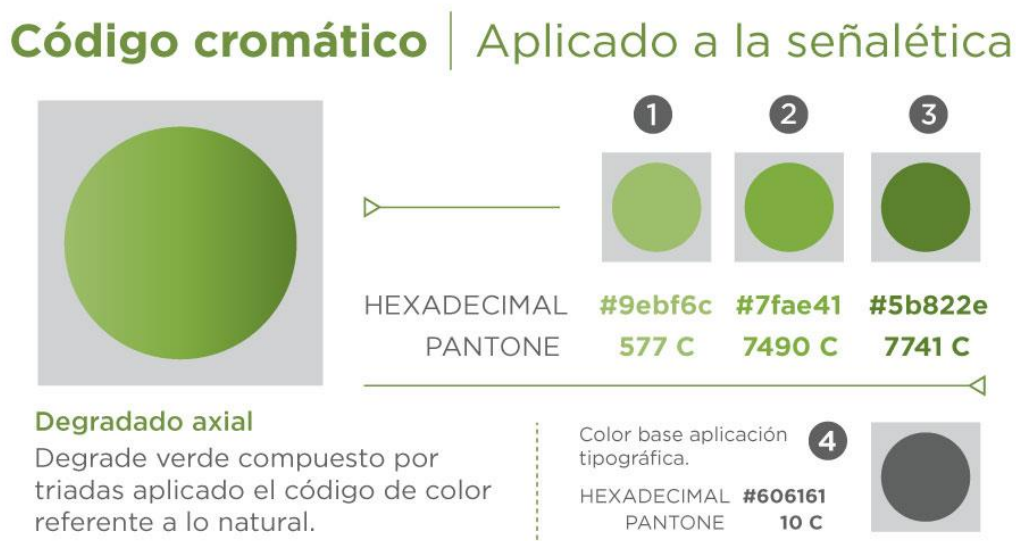 Código cromático | Aplicado a la señalética
1 2 3
HEXADECIMAL #9ebf6c #7fae41 #5b822e
PANTONE 577 C 7490 C 7741 C
Degradado axial
Degrade verde compuesto por
triadas aplicado el código de color
referente a lo natural.
Color base aplicación
tipográfica.
4
HEXADECIMAL #606161
PANTONE 10 C